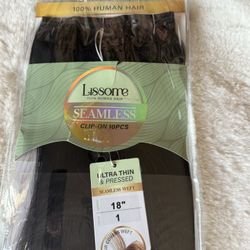 100% HUMAN HAIR
Lissome
100% HUMAN HAIR
SEAMLESS
CLIP-ON 10PCS
ULTRA THIN
& PRESSED
SEAMLESS WEFT
18"
1